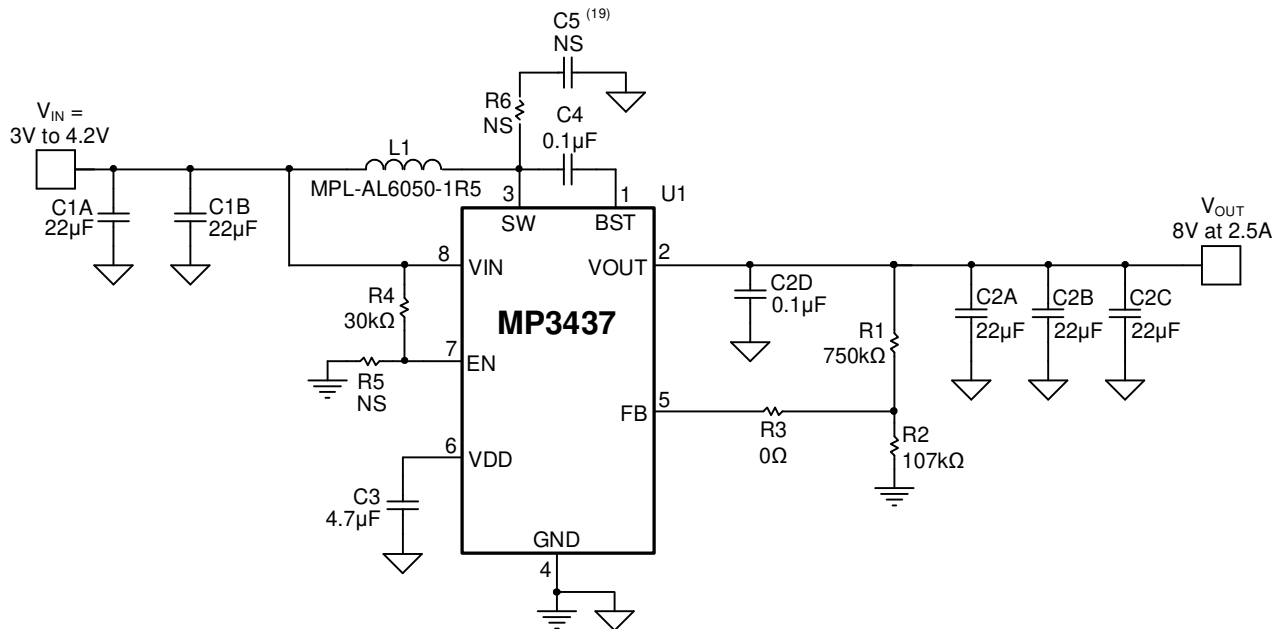 C5 (19)
NS
R6
NS
C4
0.1µF
VIN =
3V to 4.2V
L1
MPL-AL6050-1R5
C1A
22µF
C1B
22µF
3
1
U1
SW
BST
8
VIN
VOUT
2
VOUT
8V at 2.5A
R4
30kΩ
MP3437
C2D
0.1µF
R1
750kΩ
C2A
22µF
C2B
22µF
C2C
22µF
7
EN
R5
NS
FB
5
R3
0Ω
R2
107kΩ
6
VDD
C3
4.7µF
GND
4